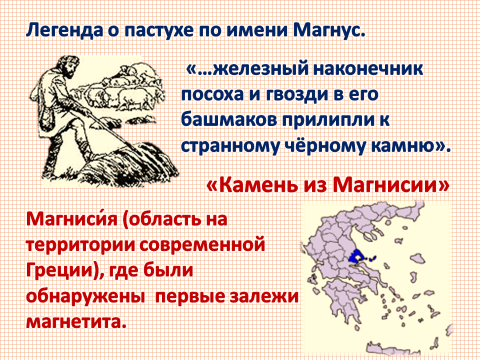 Легенда о пастухе по имени Магнус.
«...железный наконечник
посоха и гвозди в его
башмаков прилипли к
странному чёрному камню».
«Камень из Магнисии»
Магниси́я (область на
территории современной
Греции), где были
обнаружены первые залежи
магнетита.